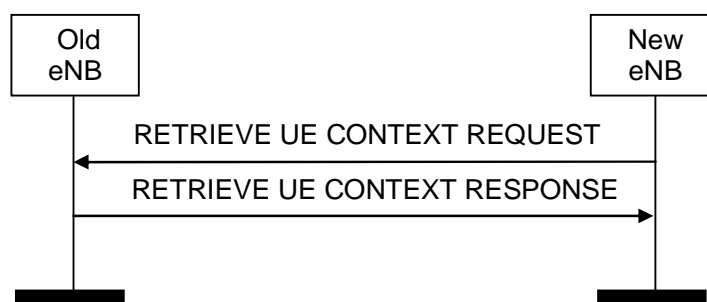 Old
eNB
New
eNB
RETRIEVE UE CONTEXT REQUEST
RETRIEVE UE CONTEXT RESPONSE